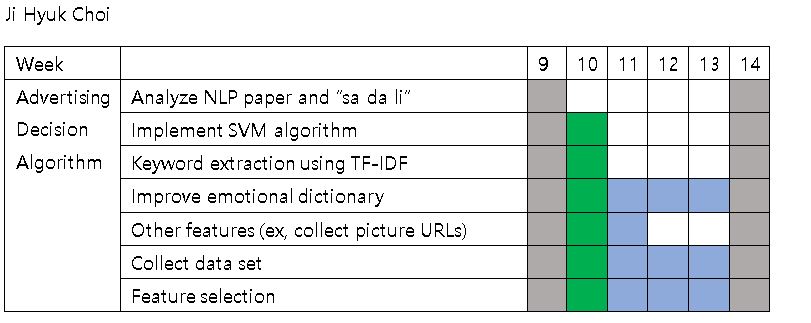 Ji Hyuk Choi
Week 9 10 11 12 13 14
Advertising Analyze NLP paper and “sa da li”
Decision Implement SVM algorithm
Algorithm Keyword extraction using TF-IDF
Improve emotional dictionary
Other features (ex, collect picture URLs)
Collect data set
Feature selection